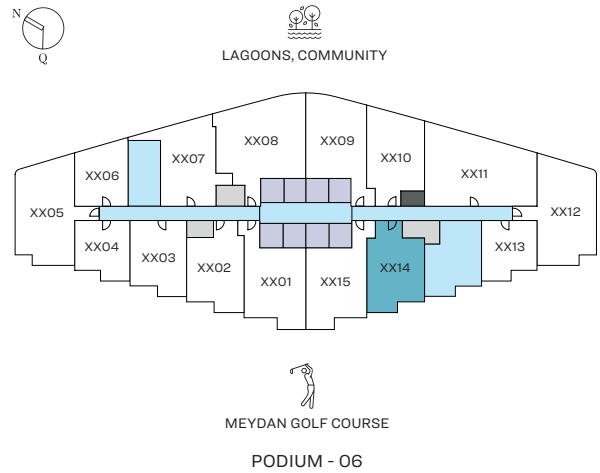 N
Q
LAGOONS, COMMUNITY
XX08
XX09
XX07
XX10
XX06
XX11
XX05
XX12
XX04
XX03
XX02
XX01
XX15
XX14
XX13
MEYDAN GOLF COURSE
PODIUM - 06